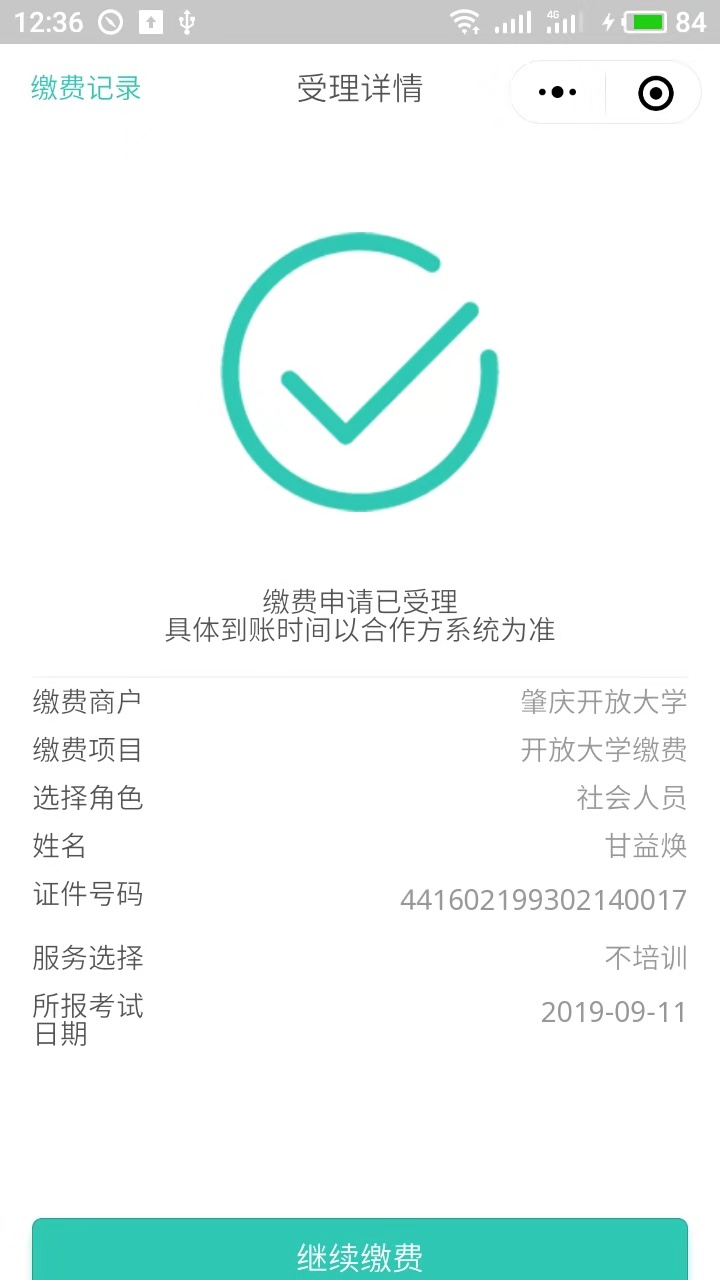 12:36
4G
84
缴费记录
受理详情
缴费申请已受理
具体到账时间以合作方系统为准
缴费商户 肇庆开放大学
缴费项目 开放大学缴费
选择角色 社会人员
姓名 甘益焕
证件号码 441602199302140017
服务选择 不培训
所报考试 2019-09-11
日期
继续缴费